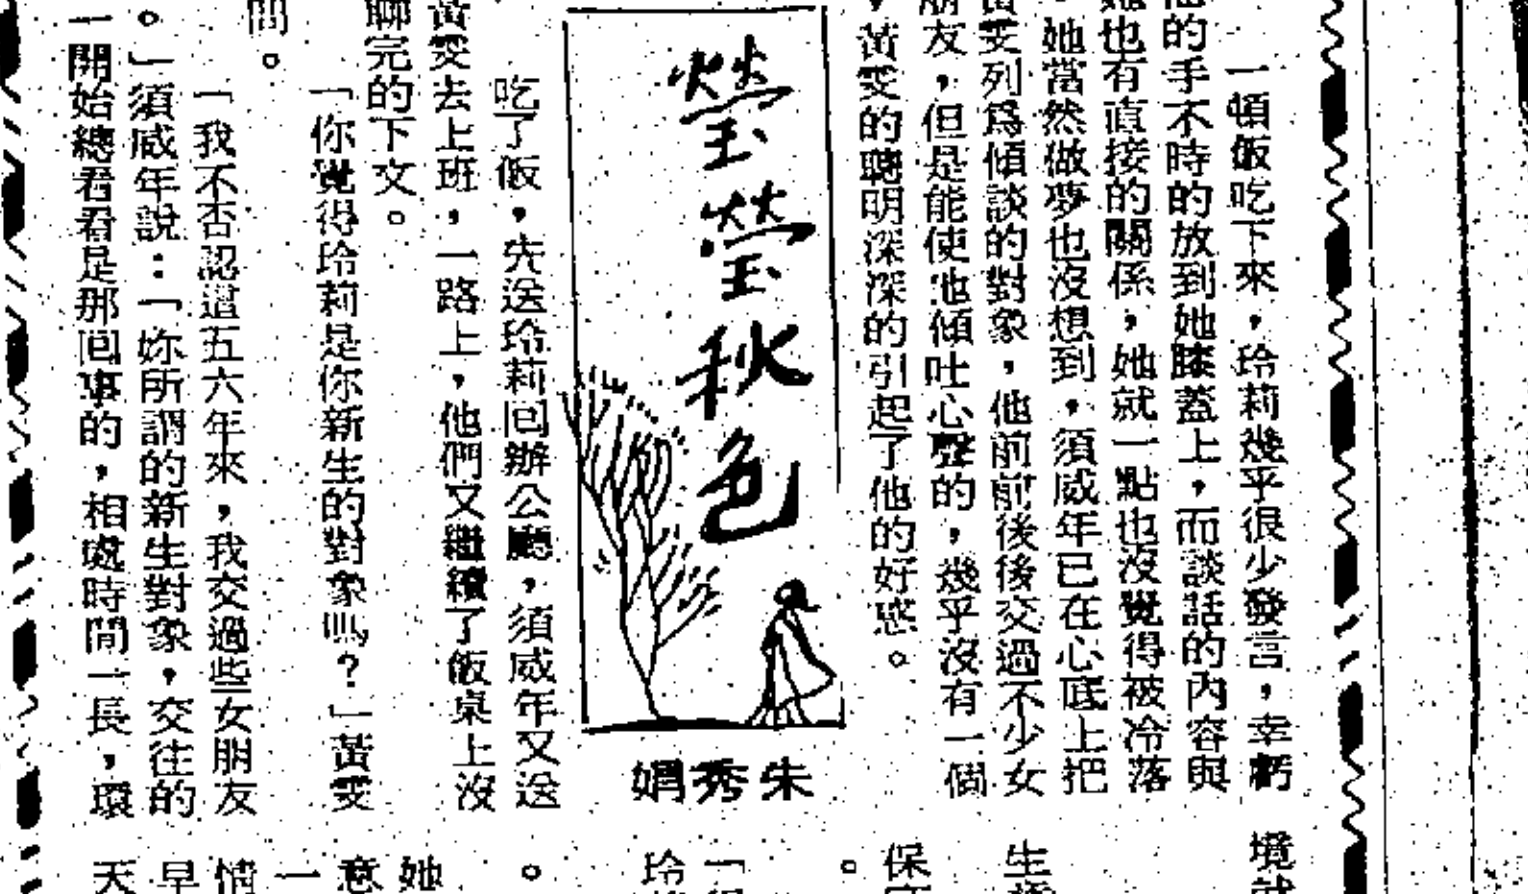 一頓飯吃下來，玲莉幾乎很少發言，幸虧
他的手不時的放到她膝蓋上，而談話的內容與
她也有直接的關係，她就一點也沒覺得被冷落
。她當然做夢也沒想到，須威年已在心底上把
黃雯列爲傾談的對象，他前前後後交過不少女
朋友，但是能使他傾吐心聲的，幾乎沒有一個
，黃雯的聰明深深的引起了他的好惑。
瑩瑩秋色
朱秀娟
吃了飯，先送玲莉回辦公廳，須威年又送
黃雯去上班，一路上，他們又繼續了飯桌上沒
聊完的下文。
「你覺得玲莉是你新生的對象嗎？」黃雯
問。
「我不否認這五六年來，我交過些女朋友
。」須威年說：「妳所謂的新生對象，交往的
一開始總看看是那回事的，相處時間一長，環
境
生
保
。
「
玲
。
她
意
一
情
早
天